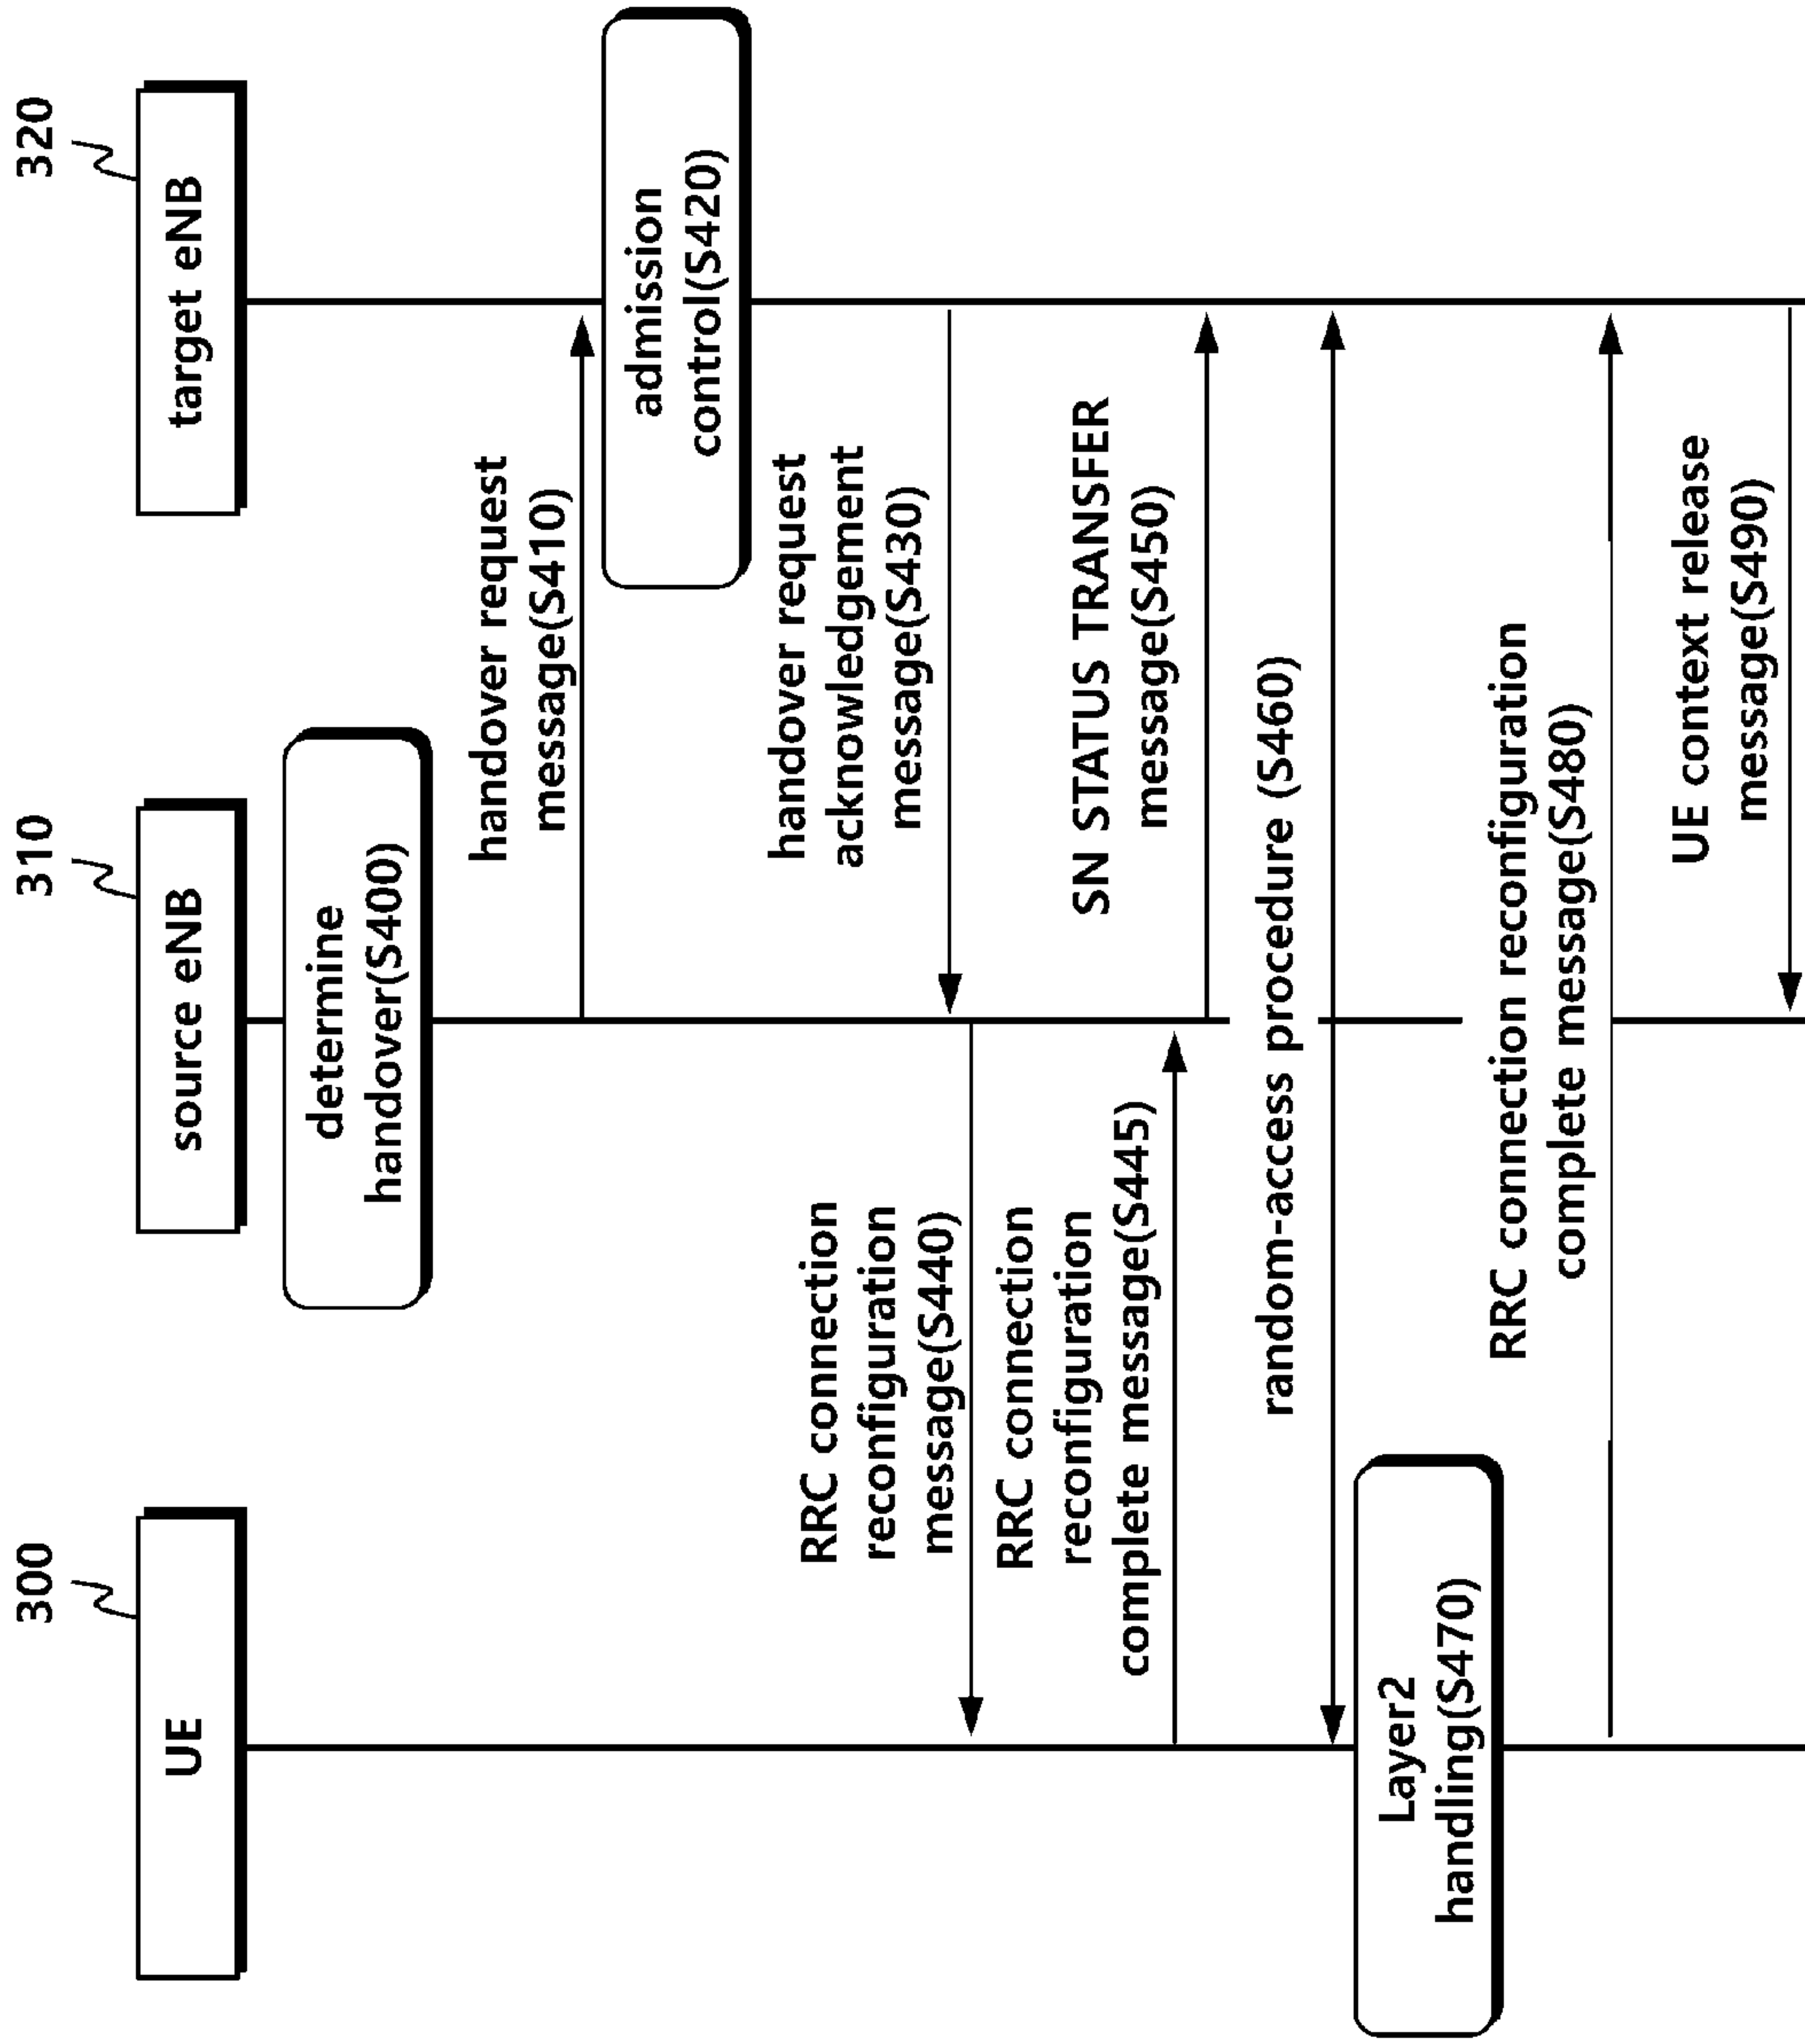 300
310
320
UE
source eNB
target eNB
determine
handover(S400)
handover request
message(S410)
admission
control(S420)
handover request
acknowledgement
message(S430)
RRC connection
reconfiguration
message(S440)
RRC connection
reconfiguration
complete message(S445)
SN STATUS TRANSFER
message(S450)
random-access procedure (S460)
Layer2
handling(S470)
RRC connection reconfiguration
complete message(S480)
UE context release
message(S490)